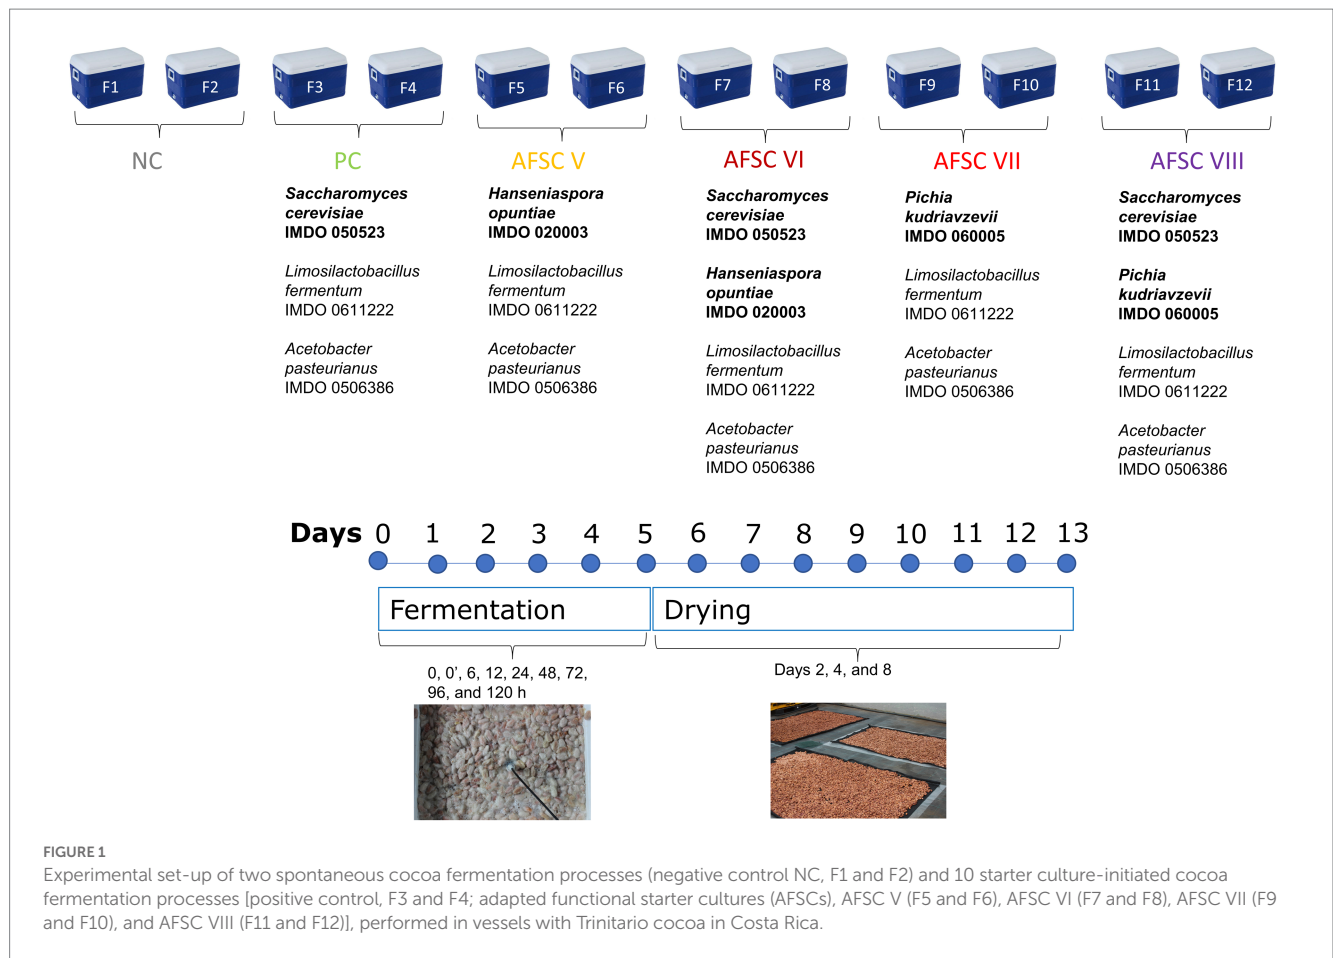 F1 F2 F3 F4 F5 F6 F7 F8 F9 F10 F11 F12
NC PC AFSC V AFSC VI AFSC VII AFSC VIII
Saccharomyces
cerevisiae
IMDO 050523
Limosilactobacillus
fermentum
IMDO 0611222
Acetobacter
pasteurianus
IMDO 0506386
Hanseniaspora
opuntiae
IMDO 020003
Limosilactobacillus
fermentum
IMDO 0611222
Acetobacter
pasteurianus
IMDO 0506386
Saccharomyces
cerevisiae
IMDO 050523
Hanseniaspora
opuntiae
IMDO 020003
Limosilactobacillus
fermentum
IMDO 0611222
Acetobacter
pasteurianus
IMDO 0506386
Pichia
kudriavzevii
IMDO 060005
Limosilactobacillus
fermentum
IMDO 0611222
Acetobacter
pasteurianus
IMDO 0506386
Saccharomyces
cerevisiae
IMDO 050523
Pichia
kudriavzevii
IMDO 060005
Limosilactobacillus
fermentum
IMDO 0611222
Acetobacter
pasteurianus
IMDO 0506386
Days 0 1 2 3 4 5 6 7 8 9 10 11 12 13
Fermentation Drying
0, 0’, 6, 12, 24, 48, 72,
96, and 120 h
Days 2, 4, and 8
FIGURE 1
Experimental set-up of two spontaneous cocoa fermentation processes (negative control NC, F1 and F2) and 10 starter culture-initiated cocoa
fermentation processes [positive control, F3 and F4; adapted functional starter cultures (AFSCs), AFSC V (F5 and F6), AFSC VI (F7 and F8), AFSC VII (F9
and F10), and AFSC VIII (F11 and F12)], performed in vessels with Trinitario cocoa in Costa Rica.